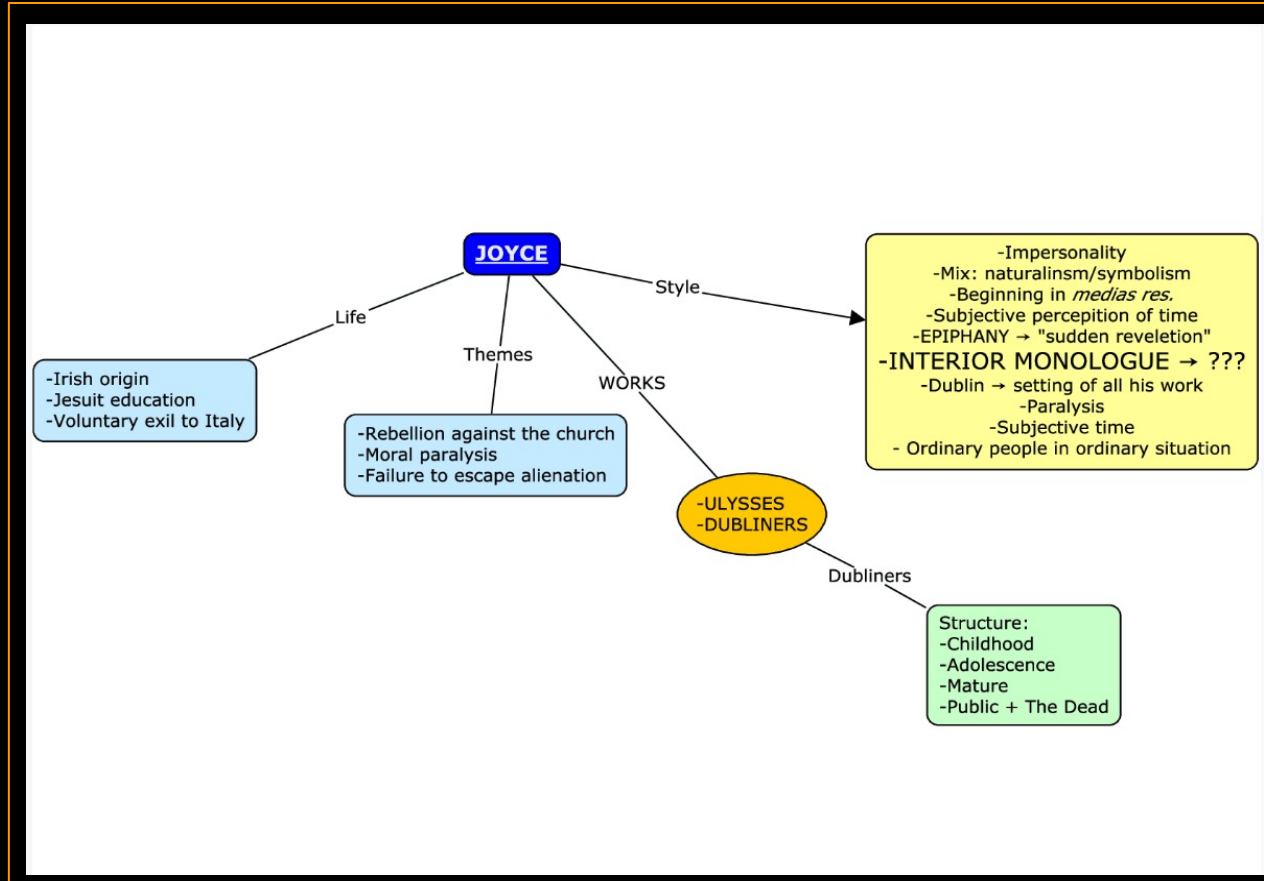 JOYCE
Life
-Irish origin
-Jesuit education
-Voluntary exil to Italy
Themes
-Rebellion against the church
-Moral paralysis
-Failure to escape alienation
WORKS
-ULYSSES
-DUBLINERS
Dubliners
Structure:
-Childhood
-Adolescence
-Mature
-Public + The Dead
Style
-Impersonality
-Mix: naturalinsm/symbolism
-Beginning in medias res.
-Subjective percepition of time
-EPIPHANY → "sudden reveletion"
-INTERIOR MONOLOGUE → ???
-Dublin → setting of all his work
-Paralysis
-Subjective time
- Ordinary people in ordinary situation